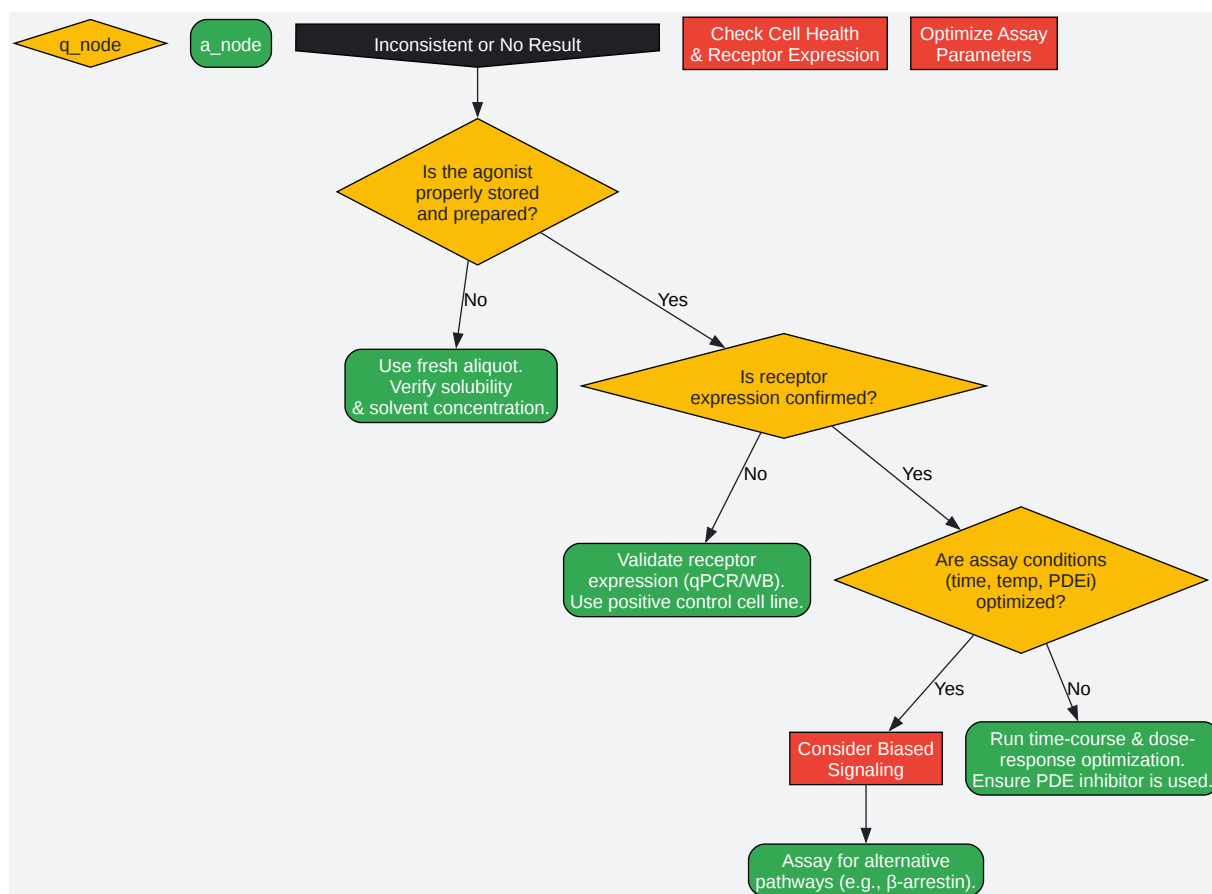 q_node
a_node
Inconsistent or No Result
Check Cell Health
& Receptor Expression
Optimize Assay
Parameters
Is the agonist
properly stored
and prepared?
No
Yes
Use fresh aliquot.
Verify solubility
& solvent concentration.
Is receptor
expression confirmed?
No
Yes
Validate receptor
expression (qPCR/WB).
Use positive control cell line.
Are assay conditions
(time, temp, PDEi)
optimized?
Yes
No
Consider Biased
Signaling
Run time-course & dose-
response optimization.
Ensure PDE inhibitor is used.
Assay for alternative
pathways (e.g., β-arrestin).